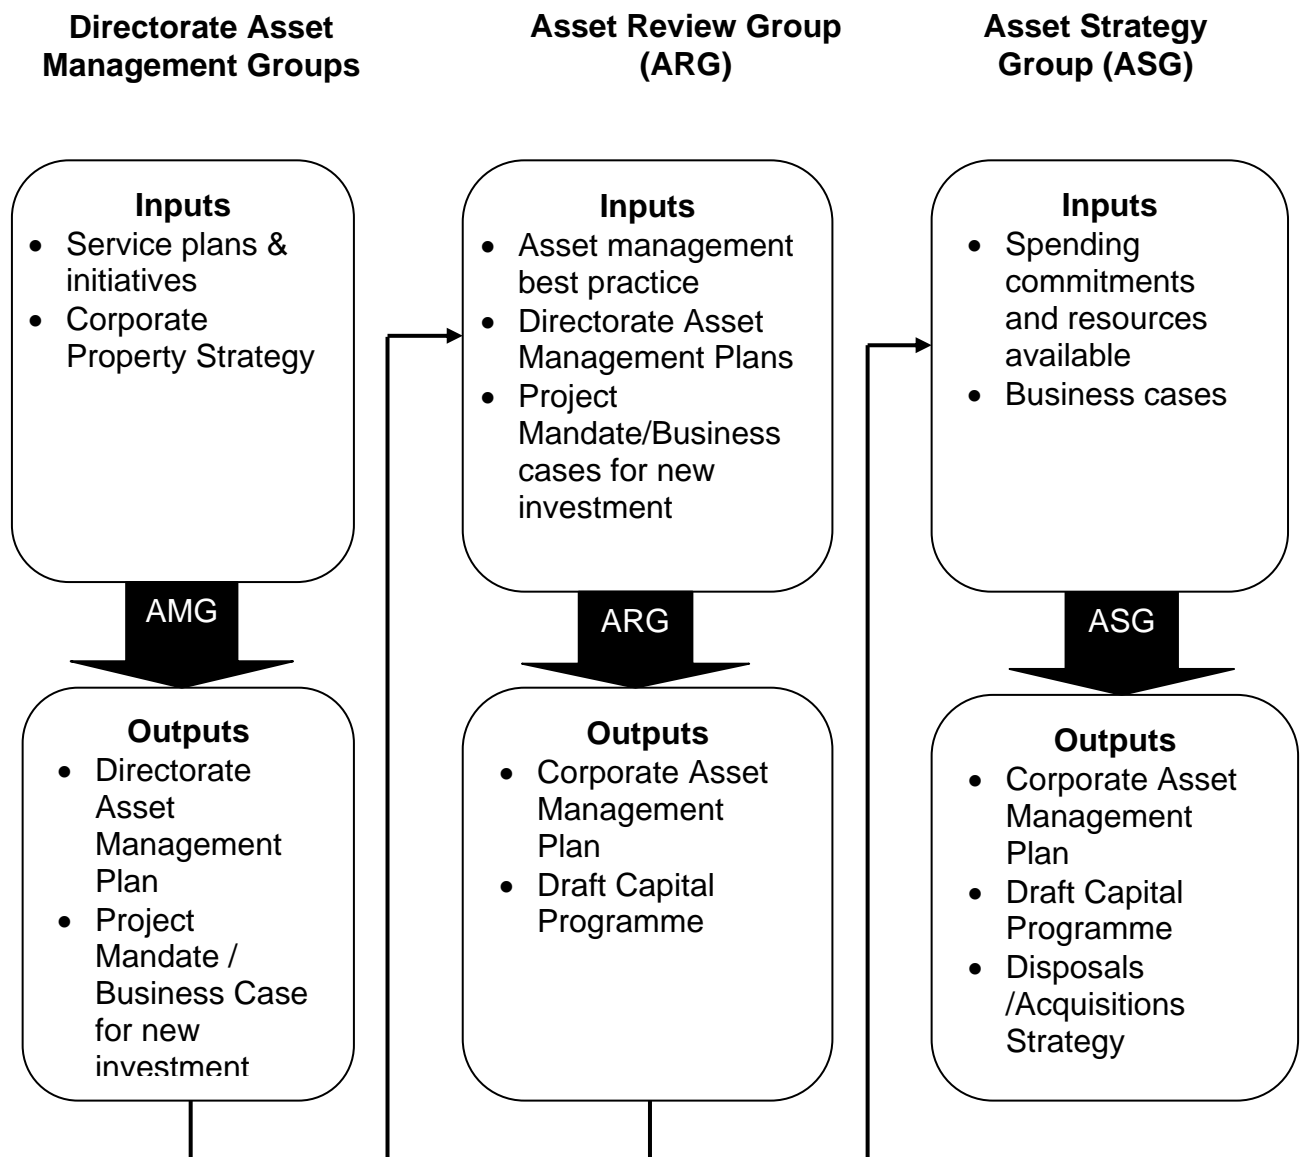 Directorate Asset
Management Groups
Asset Review Group
(ARG)
Asset Strategy
Group (ASG)
Inputs
• Service plans &
initiatives
• Corporate
Property Strategy
AMG
Outputs
• Directorate
Asset
Management
Plan
• Project
Mandate /
Business Case
for new
investment
Inputs
• Asset management
best practice
• Directorate Asset
Management Plans
• Project
Mandate/Business
cases for new
investment
ARG
Outputs
• Corporate Asset
Management
Plan
• Draft Capital
Programme
Inputs
• Spending
commitments
and resources
available
• Business cases
ASG
Outputs
• Corporate Asset
Management
Plan
• Draft Capital
Programme
• Disposals
/Acquisitions
Strategy